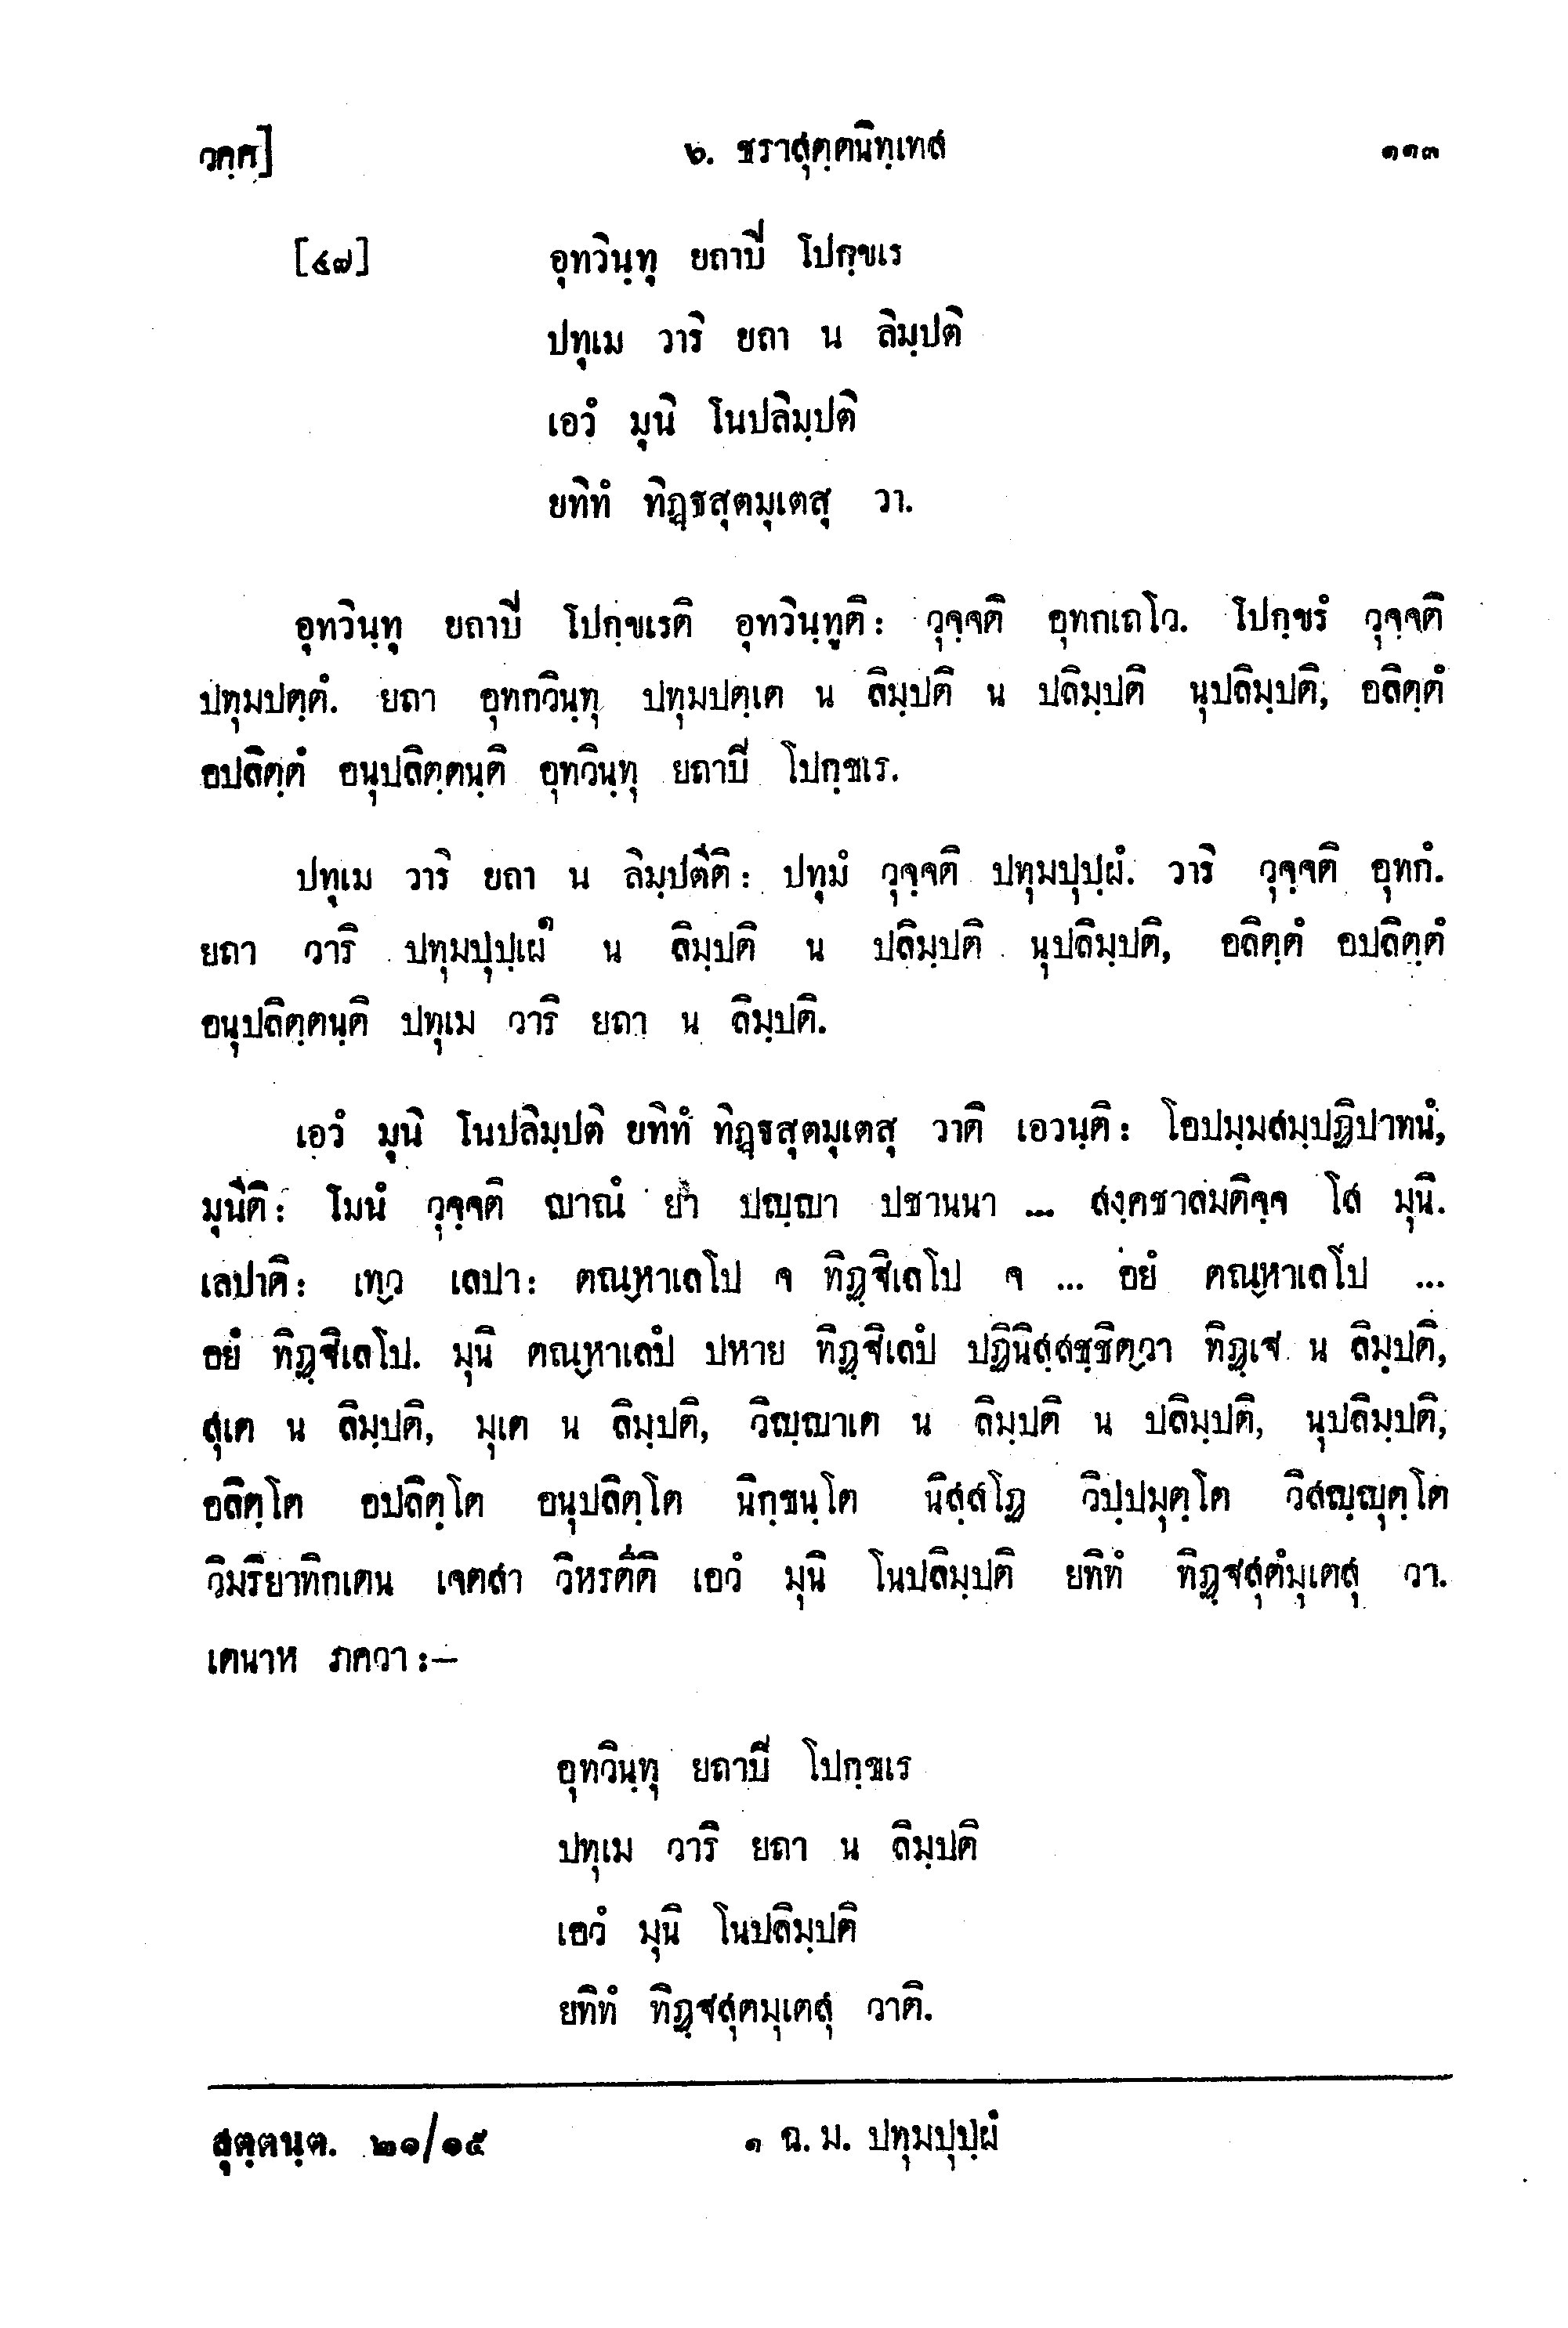 วคฺค]	๖. ชราสุตฺตนิทฺเทส	๑๑๓
[๔๗]	อุทวินฺทุ ยถาปิ โปกฺขเร
ปทุเม วาริ ยถา น ลิมฺปติ
เอวํ มุนิ โนปลิมฺปติ
ยทิทํ ทิฏฺฐสุตมุเตสุ วา.
อุทวินฺทุ ยถาปิ โปกฺขเรติ อุทวินฺทูติ: วุจฺจติ อุทกเถโว. โปกฺขรํ วุจฺจติ
ปทุมปตฺตํ. ยถา อุทกวินฺทุ ปทุมปตฺเต น ลิมฺปติ น ปลิมฺปติ นุปลิมฺปติ, อลิตฺตํ
อปลิตฺตํ อนุปลิตฺตนฺติ อุทวินฺทุ ยถาปิ โปกฺขเร.
ปทุเม วาริ ยถา น ลิมฺปตีติ: ปทุมํ วุจฺจติ ปทุมปุปฺผํ. วาริ วุจฺจติ อุทกํ.
ยถา วาริ ปทุมปุปฺเผ๑ น ลิมฺปติ น ปลิมฺปติ นุปลิมฺปติ, อลิตฺตํ อปลิตฺตํ
อนุปลิตฺตนฺติ ปทุเม วาริ ยถา น ลิมฺปติ.
เอวํ มุนิ โนปลิมฺปติ ยทิทํ ทิฏฺฐสุตมุเตสุ วาติ เอวนฺติ: โอปมฺมสมฺปฏิปาทนํ,
มุนีติ: โมนํ วุจฺจติ ญาณํ ยา ปญฺญา ปชานนา ... สงฺคชาลมติจฺจ โส มุนิ.
เลปาติ: เทฺว เลปา: ตณฺหาเลโป จ ทิฏฺฐิเลโป จ ... อยํ ตณฺหาเลโป ...
อยํ ทิฏฺฐิเลโป. มุนิ ตณฺหาเลปํ ปหาย ทิฏฺฐิเลปํ ปฏินิสฺสชฺชิตฺวา ทิฏฺเฐ น ลิมฺปติ,
สุเต น ลิมฺปติ, มุเต น ลิมฺปติ, วิญฺญาเต น ลิมฺปติ น ปลิมฺปติ, นุปลิมฺปติ,
อลิตฺโต อปลิตฺโต อนุปลิตฺโต นิกฺขนฺโต นิสฺสโฏ วิปฺปมุตฺโต วิสญฺญุตฺโต
วิมริยาทิกเตน เจตสา วิหรตีติ เอวํ มุนิ โนปลิมฺปติ ยทิทํ ทิฏฺฐสุตมุเตสุ วา.
เตนาห ภควา :—
อุทวินฺทุ ยถาปิ โปกฺขเร
ปทุเม วาริ ยถา น ลิมฺปติ
เอวํ มุนิ โนปลิมฺปติ
ยทิทํ ทิฏฺฐสุตมุเตสุ วาติ.
สุตฺตนฺต. ๒๑/๑๕	๑ ฉ. ม. ปทุมปุปฺผํ